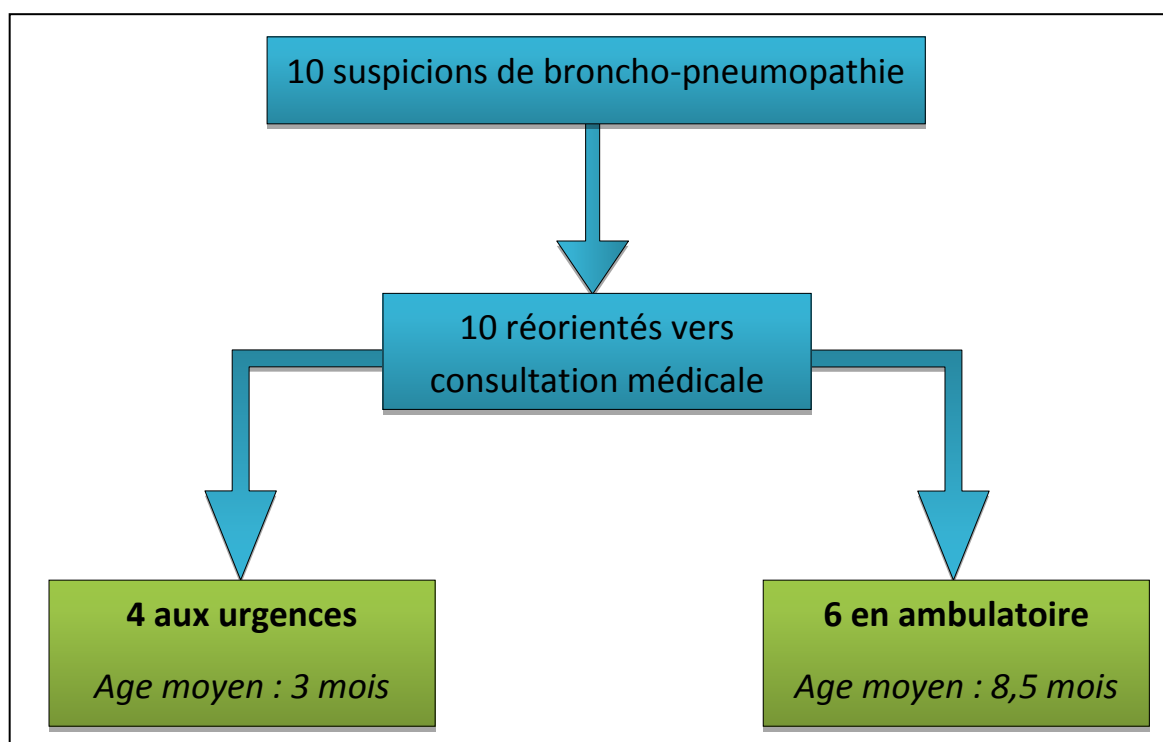 10 suspicions de broncho-pneumopathie
10 réorientés vers
consultation médicale
4 aux urgences
Age moyen : 3 mois
6 en ambulatoire
Age moyen : 8,5 mois